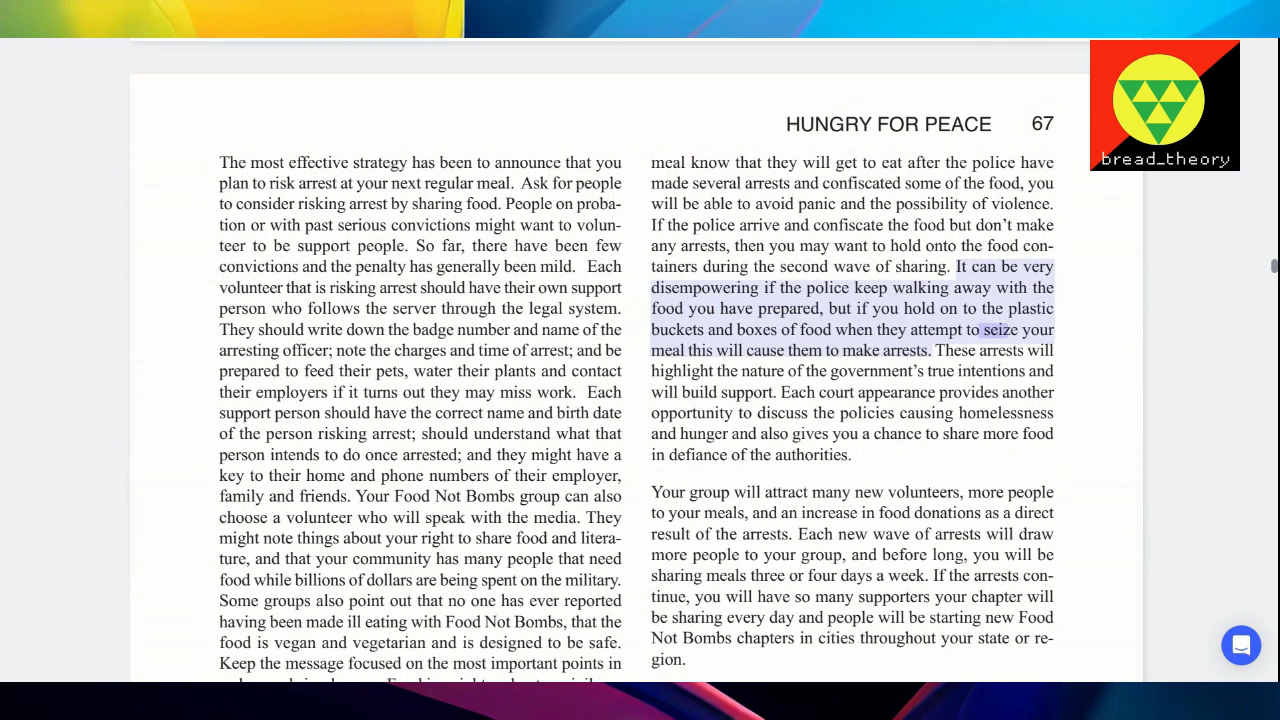 HUNGRY FOR PEACE 67
bread_theory
The most effective strategy has been to announce that you
plan to risk arrest at your next regular meal. Ask for people
to consider risking arrest by sharing food. People on proba-
tion or with past serious convictions might want to volun-
teer to be support people. So far, there have been few
convictions and the penalty has generally been mild. Each
volunteer that is risking arrest should have their own support
person who follows the server through the legal system.
They should write down the badge number and name of the
arresting officer; note the charges and time of arrest; and be
prepared to feed their pets, water their plants and contact
their employers if it turns out they may miss work. Each
support person should have the correct name and birth date
of the person risking arrest; should understand what that
person intends to do once arrested; and they might have a
key to their home and phone numbers of their employer,
family and friends. Your Food Not Bombs group can also
choose a volunteer who will speak with the media. They
might note things about your right to share food and litera-
ture, and that your community has many people that need
food while billions of dollars are being spent on the military.
Some groups also point out that no one has ever reported
having been made ill eating with Food Not Bombs, that the
food is vegan and vegetarian and is designed to be safe.
Keep the message focused on the most important points in
meal know that they will get to eat after the police have
made several arrests and confiscated some of the food, you
will be able to avoid panic and the possibility of violence.
If the police arrive and confiscate the food but don't make
any arrests, then you may want to hold onto the food con-
tainers during the second wave of sharing. It can be very
disempowering if the police keep walking away with the
food you have prepared, but if you hold on to the plastic
buckets and boxes of food when they attempt to seize your
meal this will cause them to make arrests. These arrests will
highlight the nature of the government's true intentions and
will build support. Each court appearance provides another
opportunity to discuss the policies causing homelessness
and hunger and also gives you a chance to share more food
in defiance of the authorities.
Your group will attract many new volunteers, more people
to your meals, and an increase in food donations as a direct
result of the arrests. Each new wave of arrests will draw
more people to your group, and before long, you will be
sharing meals three or four days a week. If the arrests con-
tinue, you will have so many supporters your chapter will
be sharing every day and people will be starting new Food
Not Bombs chapters in cities throughout your state or re-
gion.